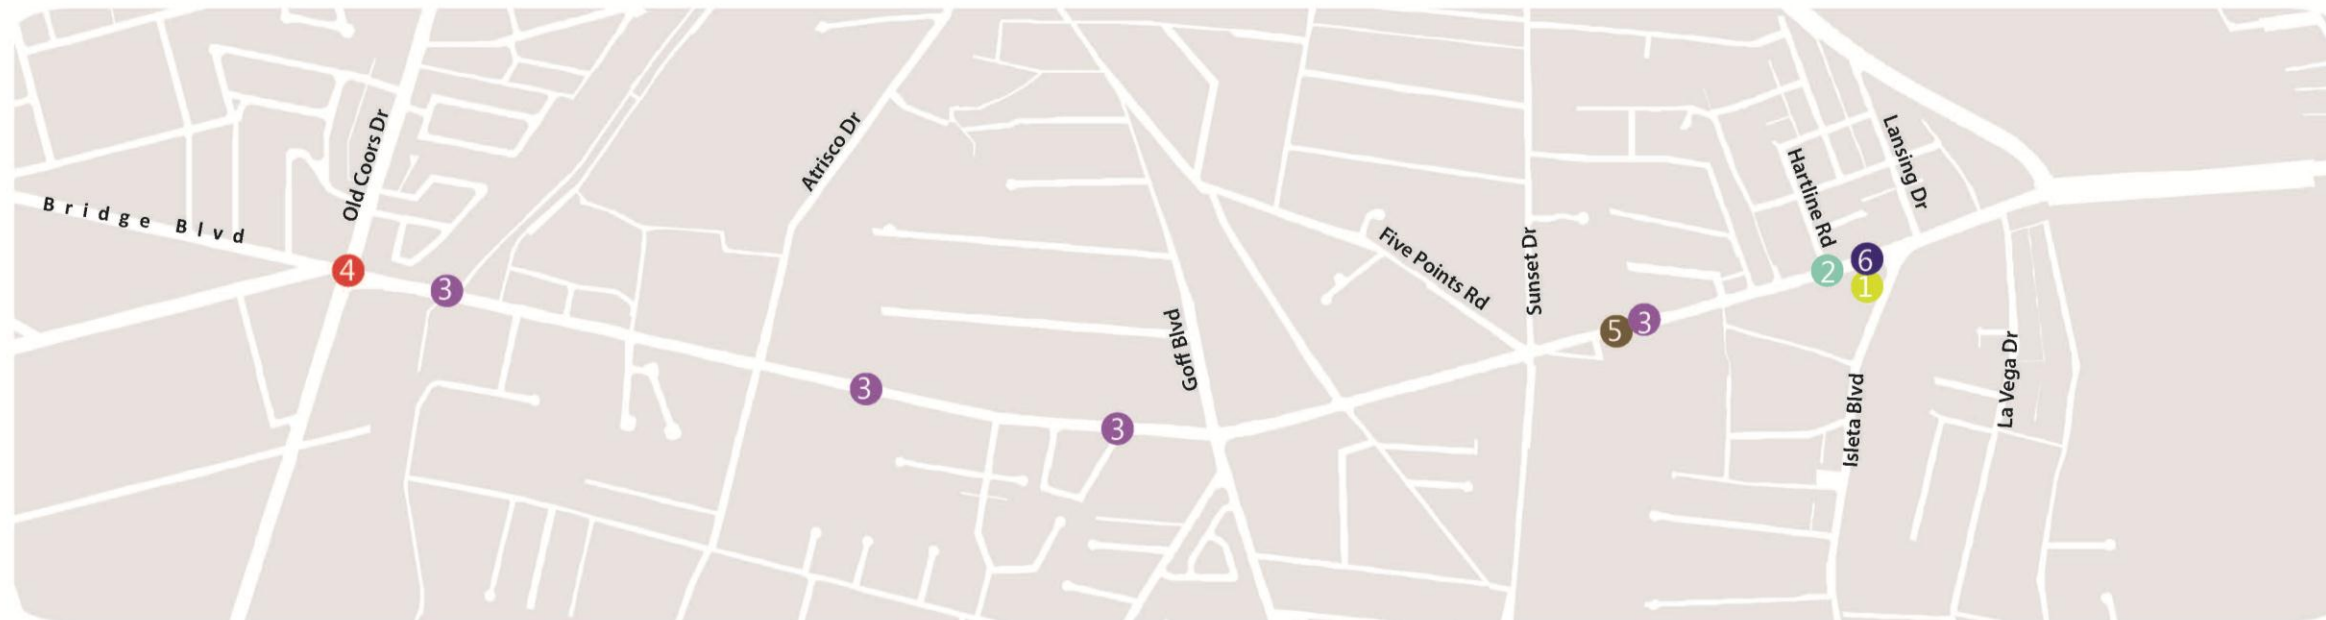 Bridge Blvd
Old Coors Dr
4
3
Atrisco Dr
3
3
Goff Blvd
Five Points Rd
Sunset Dr
5
3
Hartline Rd
Lansing Dr
2
6
1
Isleta Blvd
La Vega Dr